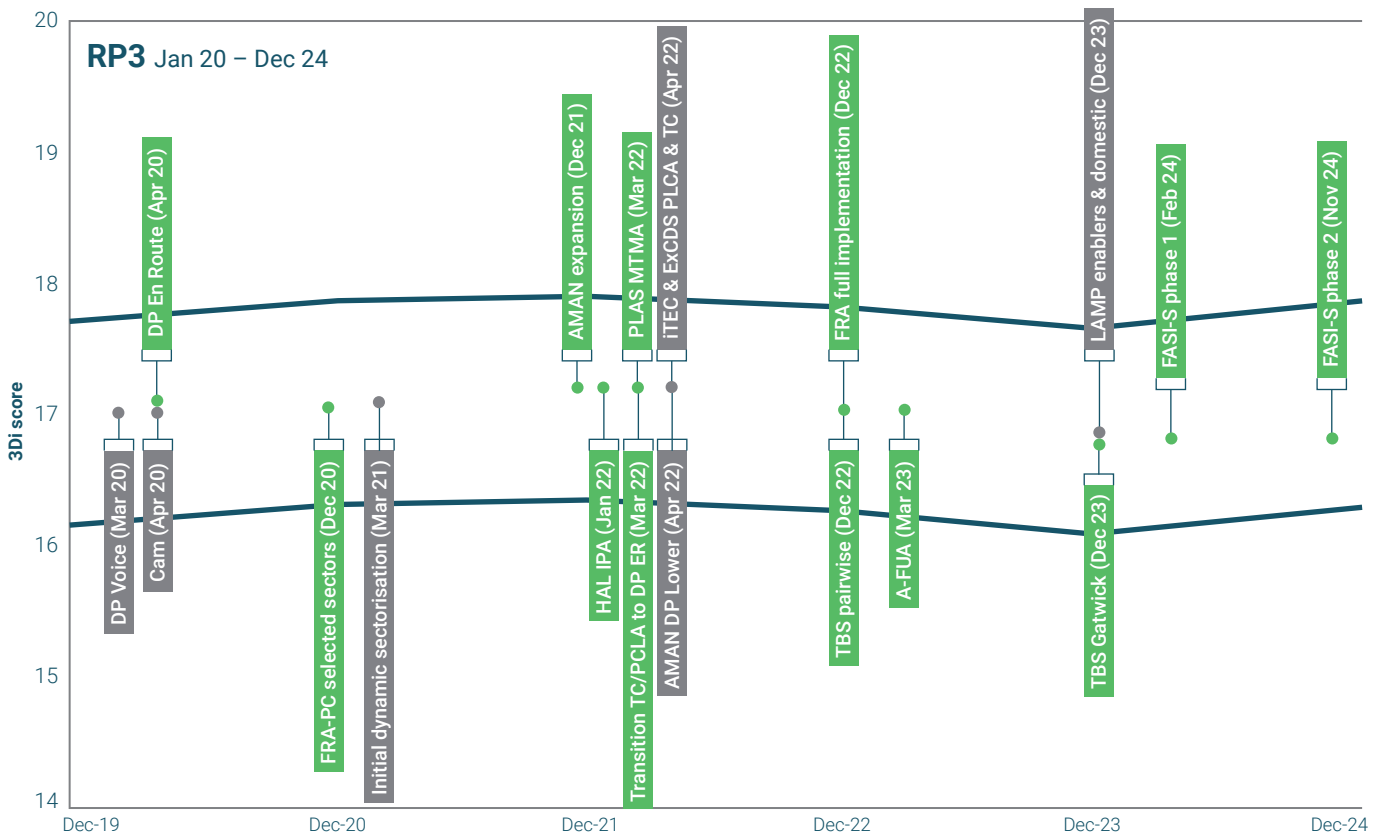 RP3 Jan 20 – Dec 24
3Di score
20
19
18
17
16
15
14
DP Voice (Mar 20)
DP En Route (Apr 20)
Cam (Apr 20)
FRA-PC selected sectors (Dec 20)
Initial dynamic sectorisation (Mar 21)
AMAN expansion (Dec 21)
HAL IPA (Jan 22)
PLAS MTMA (Mar 22)
Transition TC/PCLA to DP ER (Mar 22)
iTEC & ExCDS PLCA & TC (Apr 22)
AMAN DP Lower (Apr 22)
FRA full implementation (Dec 22)
TBS pairwise (Dec 22)
A-FUA (Mar 23)
LAMP enablers & domestic (Dec 23)
TBS Gatwick (Dec 23)
FASI-S phase 1 (Feb 24)
FASI-S phase 2 (Nov 24)
Dec-19
Dec-20
Dec-21
Dec-22
Dec-23
Dec-24